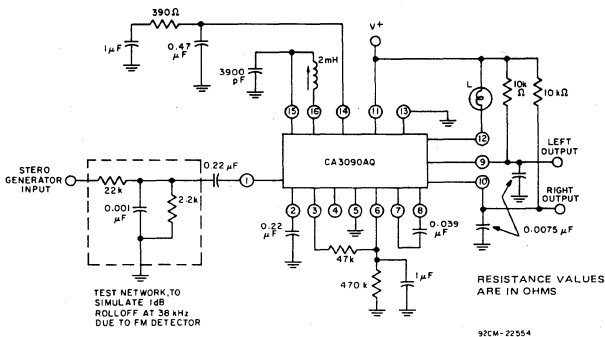 390Ω
V+
1μF
0.47
μF
2mH
3900
pF
10k
Ω
10kΩ
L
15
16
14
11
13
12
STERO
GENERATOR
INPUT
0.22 μF
1
CA3090AQ
9
LEFT
OUTPUT
22k
10
RIGHT
OUTPUT
0.001
μF
2.2k
2
3
4
5
6
7
8
0.22
μF
0.039
μF
0.0075 μF
47k
470 k
1μF
TEST NETWORK, TO
SIMULATE 1dB
ROLLOFF AT 38 kHz
DUE TO FM DETECTOR
RESISTANCE VALUES
ARE IN OHMS
92CM-22554